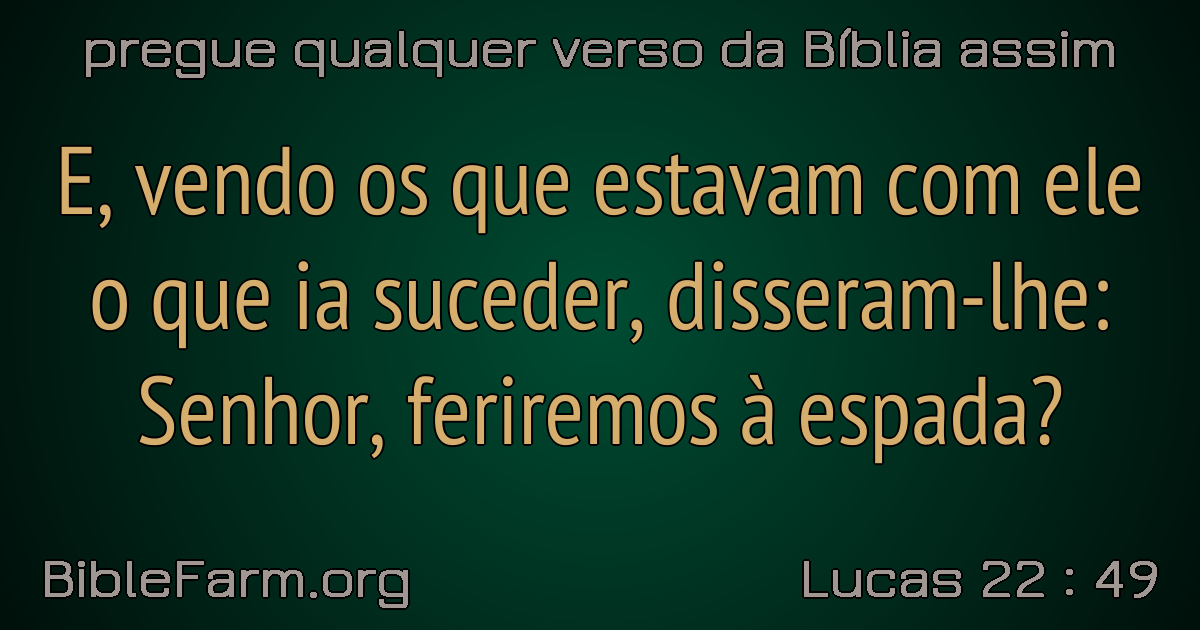 pregue qualquer verso da Bíblia assim
E, vendo os que estavam com ele
o que ia suceder, disseram-lhe:
Senhor, feriremos à espada?
BibleFarm.org
Lucas 22 : 49